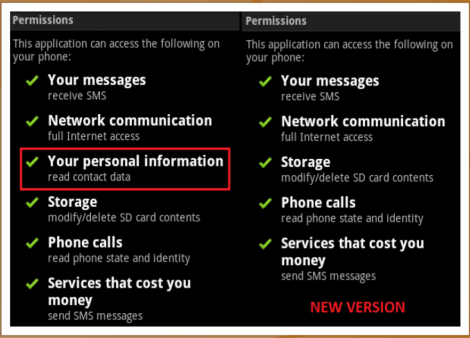 Permissions
This application can access the following on
your phone:
Your messages
receive SMS
Network communication
full Internet access
Your personal information
read contact data
Storage
modify/delete SD card contents
Phone calls
read phone state and identity
Services that cost you
money
send SMS messages
Permissions
This application can access the following on
your phone:
Your messages
receive SMS
Network communication
full Internet access
Storage
modify/delete SD card contents
Phone calls
read phone state and identity
Services that cost you
money
send SMS messages
NEW VERSION